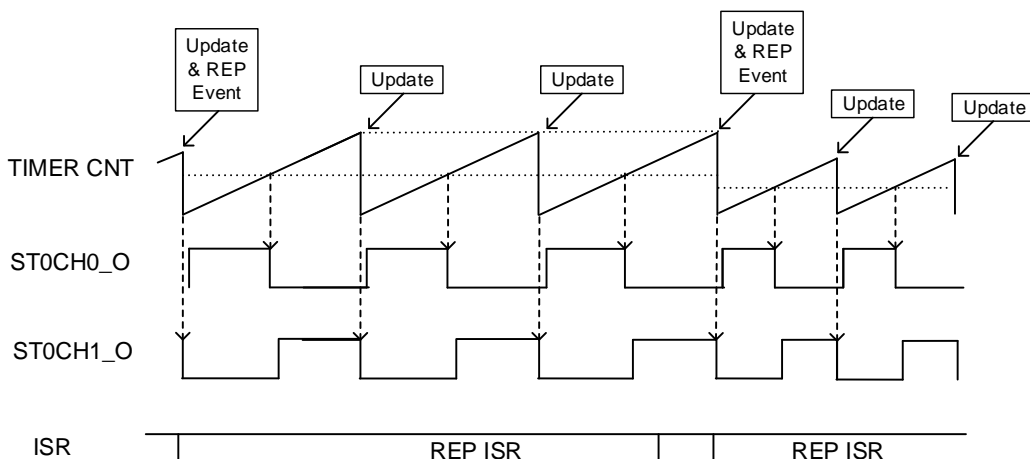 Update
& REP
Event
Update
Update
Update
& REP
Event
Update
Update
TIMER CNT
ST0CH0_O
ST0CH1_O
ISR
REP ISR
REP ISR